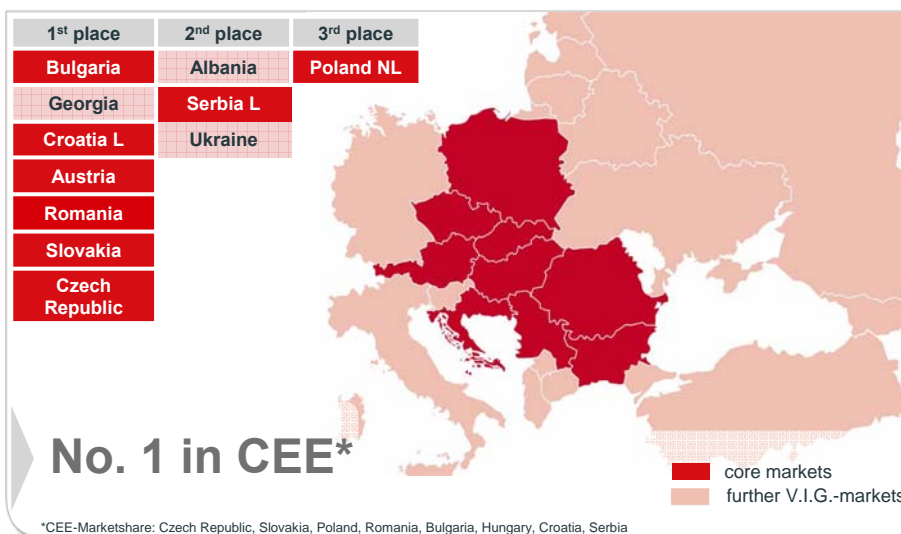 1st place
2nd place
3rd place
Bulgaria
Albania
Poland NL
Georgia
Serbia L
Croatia L
Ukraine
Austria
Romania
Slovakia
Czech
Republic
No. 1 in CEE*
core markets
further V.I.G.-markets
*CEE-Marketshare: Czech Republic, Slovakia, Poland, Romania, Bulgaria, Hungary, Croatia, Serbia